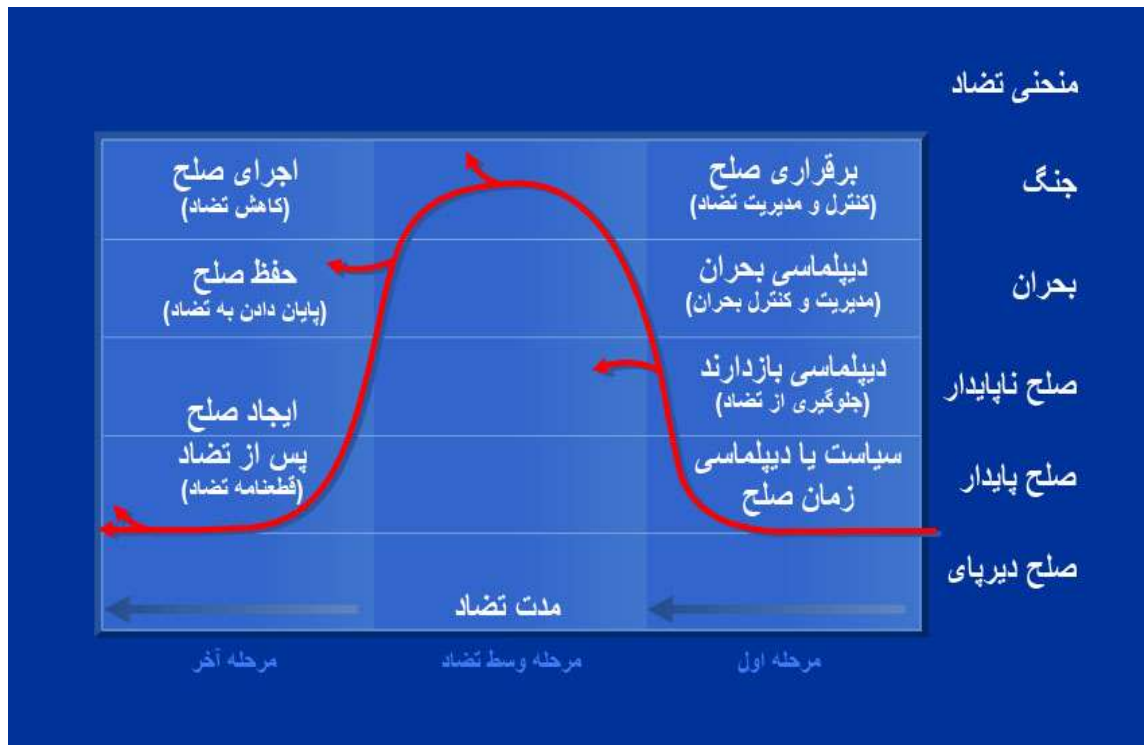 منحنی تضاد
جنگ
برقراری صلح
(کنترل و مدیریت تضاد)
اجرای صلح
(کاهش تضاد)
بحران
دیپلماسی بحران
(مدیریت و کنترل بحران)
حفظ صلح
(پایان دادن به تضاد)
صلح ناپایدار
دیپلماسی بازدارند
(جلوگیری از تضاد)
ایجاد صلح
پس از تضاد
(قطعنامه تضاد)
صلح پایدار
سیاست یا دیپلماسی
زمان صلح
صلح دیرپای
مدت تضاد
مرحله اول
مرحله وسط تضاد
مرحله آخر